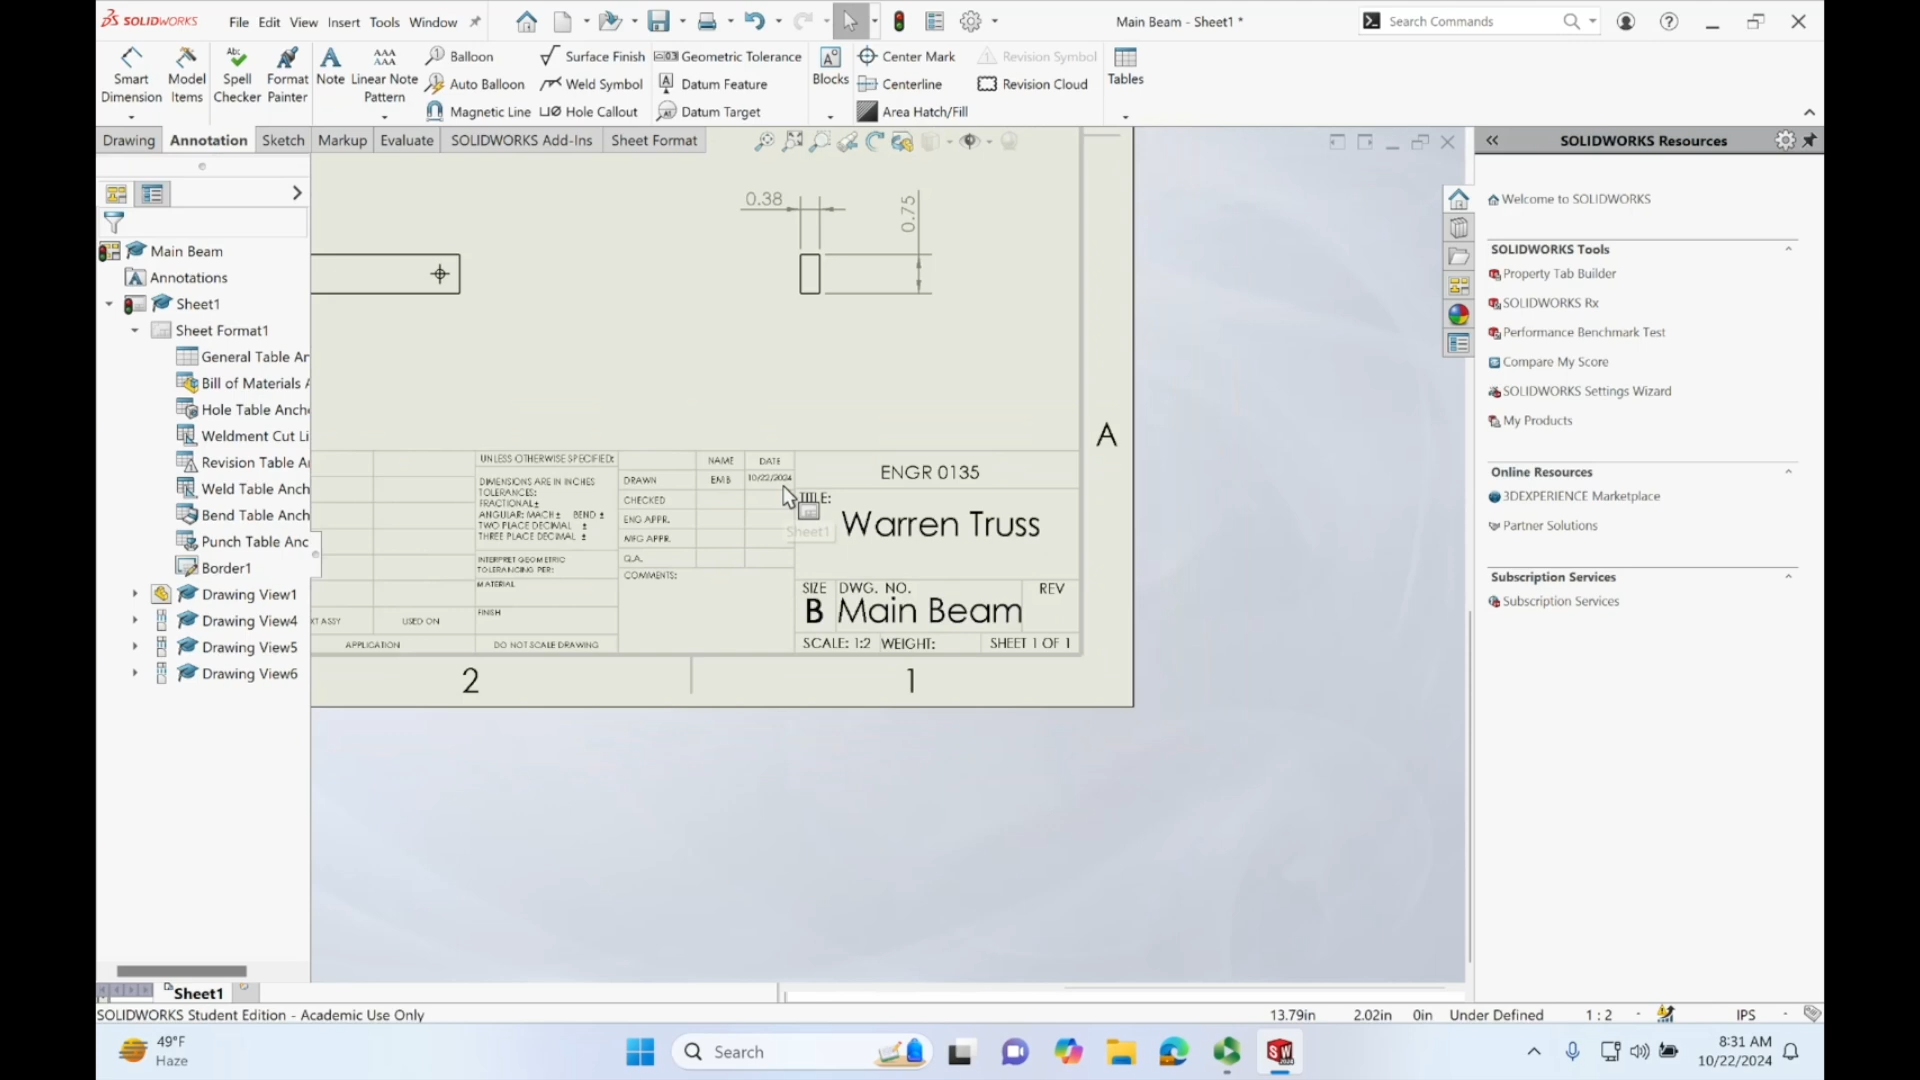 SOLIDWORKS
File Edit View Insert Tools Window
Main Beam - Sheet1 *
Search Commands
Smart Dimension
Model Items
Spell Checker
Format Painter
Note
Linear Note Pattern
Balloon
Auto Balloon
Magnetic Line
Surface Finish
Weld Symbol
Hole Callout
Geometric Tolerance
Datum Feature
Datum Target
Blocks
Center Mark
Centerline
Area Hatch/Fill
Revision Symbol
Revision Cloud
Tables
Drawing Annotation Sketch Markup Evaluate SOLIDWORKS Add-Ins Sheet Format
Main Beam
Annotations
Sheet1
Sheet Format1
General Table Ar
Bill of Materials A
Hole Table Anch
Weldment Cut Li
Revision Table A
Weld Table Anch
Bend Table Anch
Punch Table Anc
Border1
Drawing View1
Drawing View4
Drawing View5
Drawing View6
0.38
0.75
A
UNLESS OTHERWISE SPECIFIED:
DIMENSIONS ARE IN INCHES
TOLERANCES:
FRACTIONAL±
ANGULAR: MACH± BEND ±
TWO PLACE DECIMAL ±
THREE PLACE DECIMAL ±
INTERPRET GEOMETRIC
TOLERANCING PER:
MATERIAL
FINISH
DO NOT SCALE DRAWING
XT ASSY
USED ON
APPLICATION
NAME DATE
DRAWN EMB 10/22/2024
CHECKED
ENG APPR.
MFG APPR.
Q.A.
COMMENTS:
ENGR 0135
TITLE:
Sheet1
Warren Truss
SIZE DWG. NO. REV
B Main Beam
SCALE: 1:2 WEIGHT: SHEET 1 OF 1
2 1
SOLIDWORKS Resources
Welcome to SOLIDWORKS
SOLIDWORKS Tools
Property Tab Builder
SOLIDWORKS Rx
Performance Benchmark Test
Compare My Score
SOLIDWORKS Settings Wizard
My Products
Online Resources
3DEXPERIENCE Marketplace
Partner Solutions
Subscription Services
Subscription Services
Sheet1
SOLIDWORKS Student Edition - Academic Use Only
13.79in 2.02in 0in Under Defined 1 : 2 - IPS -
49°F
Haze
Search
8:31 AM
10/22/2024